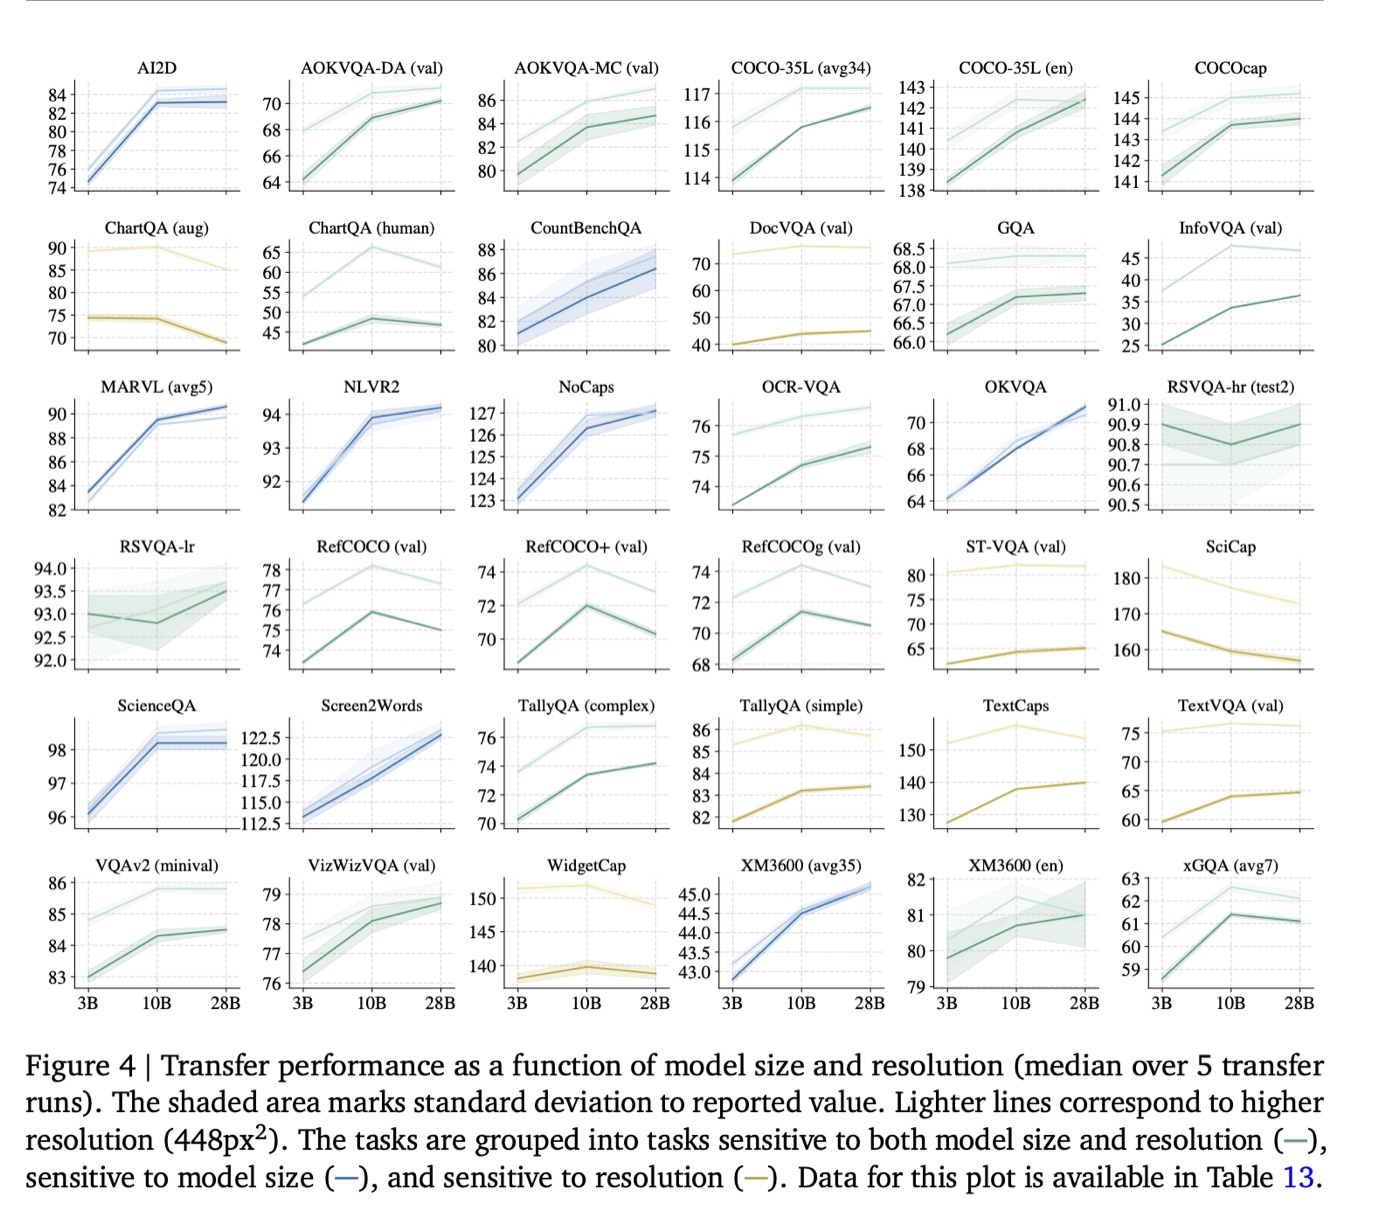 AI2D AOKVQA-DA (val) AOKVQA-MC (val) COCO-35L (avg34) COCO-35L (en) COCOcap
84 82 80 78 76 74
70 68 66 64
86 84 82 80
117 116 115 114
143 142 141 140 139 138
145 144 143 142 141
ChartQA (aug) ChartQA (human) CountBenchQA DocVQA (val) GQA InfoVQA (val)
90 85 80 75 70
65 60 55 50 45
88 86 84 82 80
70 60 50 40
68.5 68.0 67.5 67.0 66.5 66.0
45 40 35 30 25
MARVL (avg5) NLVR2 NoCaps OCR-VQA OKVQA RSVQA-hr (test2)
90 88 86 84 82
94 93 92
127 126 125 124 123
76 75 74
70 68 66 64
91.0 90.9 90.8 90.7 90.6 90.5
RSVQA-lr RefCOCO (val) RefCOCO+ (val) RefCOCOg (val) ST-VQA (val) SciCap
94.0 93.5 93.0 92.5 92.0
78 77 76 75 74
74 72 70
74 72 70 68
80 75 70 65
180 170 160
ScienceQA Screen2Words TallyQA (complex) TallyQA (simple) TextCaps TextVQA (val)
98 97 96
122.5 120.0 117.5 115.0 112.5
76 74 72 70
86 85 84 83 82
150 140 130
75 70 65 60
VQAv2 (minival) VizWizVQA (val) WidgetCap XM3600 (avg35) XM3600 (en) xGQA (avg7)
86 85 84 83
79 78 77 76
150 145 140
45.0 44.5 44.0 43.5 43.0
82 81 80 79
63 62 61 60 59
3B 10B 28B 3B 10B 28B 3B 10B 28B 3B 10B 28B 3B 10B 28B 3B 10B 28B
Figure 4 | Transfer performance as a function of model size and resolution (median over 5 transfer
runs). The shaded area marks standard deviation to reported value. Lighter lines correspond to higher
resolution (448px²). The tasks are grouped into tasks sensitive to both model size and resolution (—),
sensitive to model size (—), and sensitive to resolution (—). Data for this plot is available in Table 13.